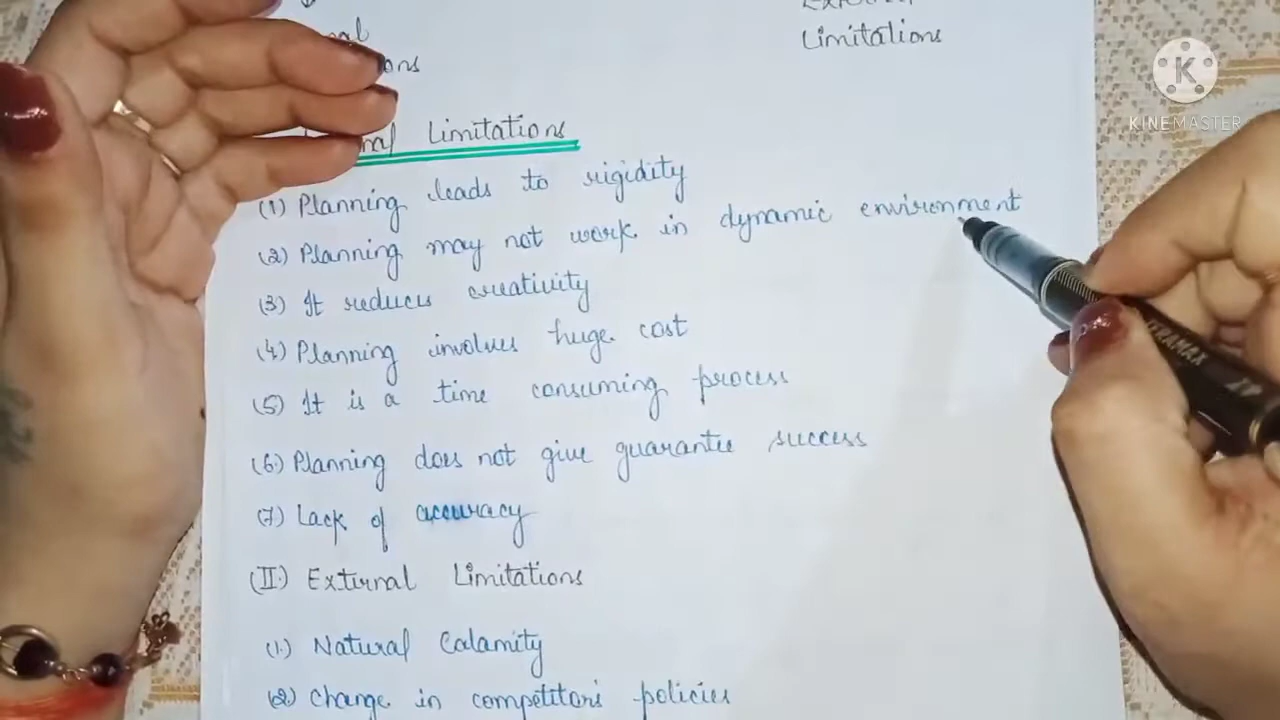 Limitations
(1) Planning leads to rigidity
(2) Planning may not work in dynamic environment
(3) It reduces creativity
(4) Planning involves huge cost
(5) It is a time consuming process
(6.) Planning does not give guarantee success
(7.) Lack of accuracy
(II.) External Limitations
(1.) Natural Calamity
(2) Change in competitors policies
Limitations
K
KINEMASTER